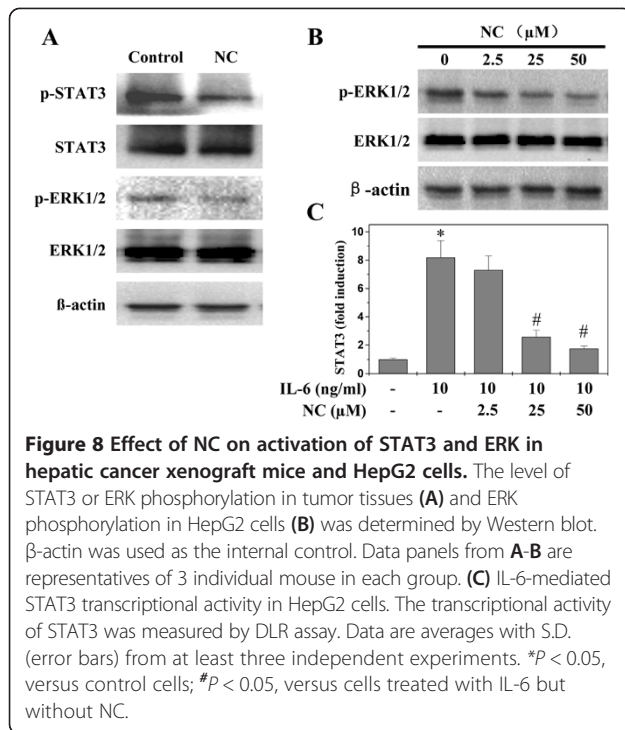 A
Control NC
p-STAT3
STAT3
p-ERK1/2
ERK1/2
ß-actin
B
NC （µM）
0 2.5 25 50
p-ERK1/2
ERK1/2
β-actin
C
STAT3 (fold induction)
10
8
6
4
2
0
*
#
#
IL-6 (ng/ml) - 10 10 10 10
NC (µM) - - 2.5 25 50
Figure 8 Effect of NC on activation of STAT3 and ERK in
hepatic cancer xenograft mice and HepG2 cells. The level of
STAT3 or ERK phosphorylation in tumor tissues (A) and ERK
phosphorylation in HepG2 cells (B) was determined by Western blot.
β-actin was used as the internal control. Data panels from A-B are
representatives of 3 individual mouse in each group. (C) IL-6-mediated
STAT3 transcriptional activity in HepG2 cells. The transcriptional activity
of STAT3 was measured by DLR assay. Data are averages with S.D.
(error bars) from at least three independent experiments. *P < 0.05,
versus control cells; #P < 0.05, versus cells treated with IL-6 but
without NC.